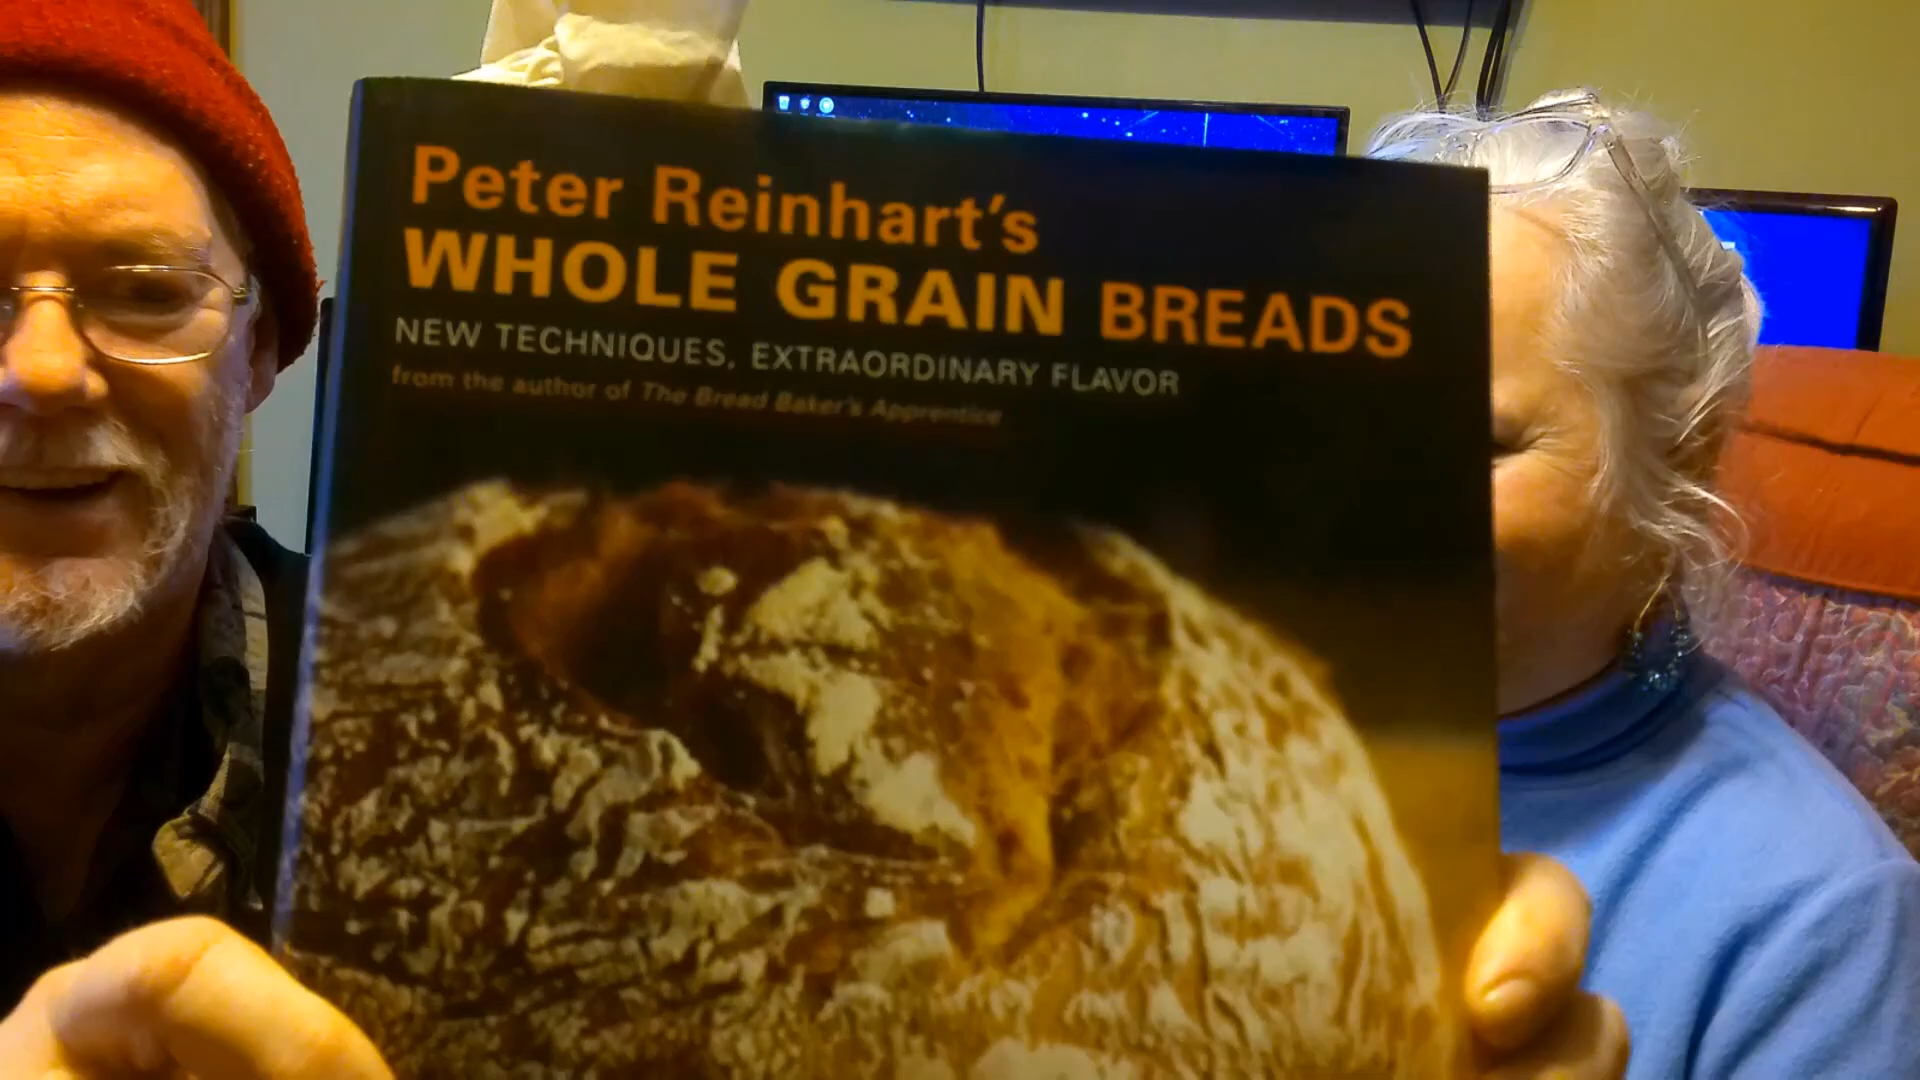 Peter Reinhart's
WHOLE GRAIN BREADS
NEW TECHNIQUES, EXTRAORDINARY FLAVOR
from the author of The Bread Baker's Apprentice